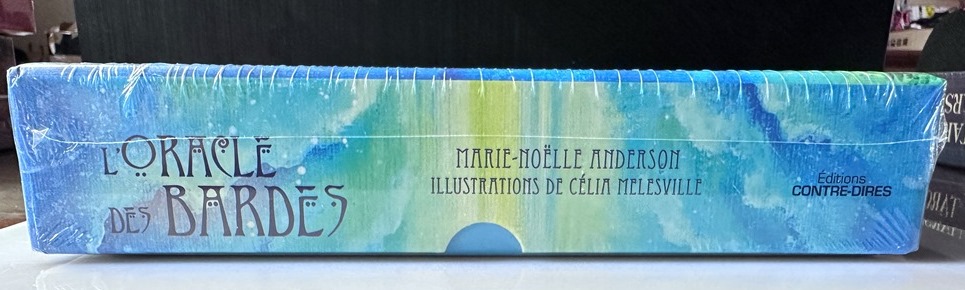 L'ORACLE
DES BARDES
MARIE-NOËLLE ANDERSON
ILLUSTRATIONS DE CÉLIA MELESVILLE
Éditions
CONTRE-DIRES